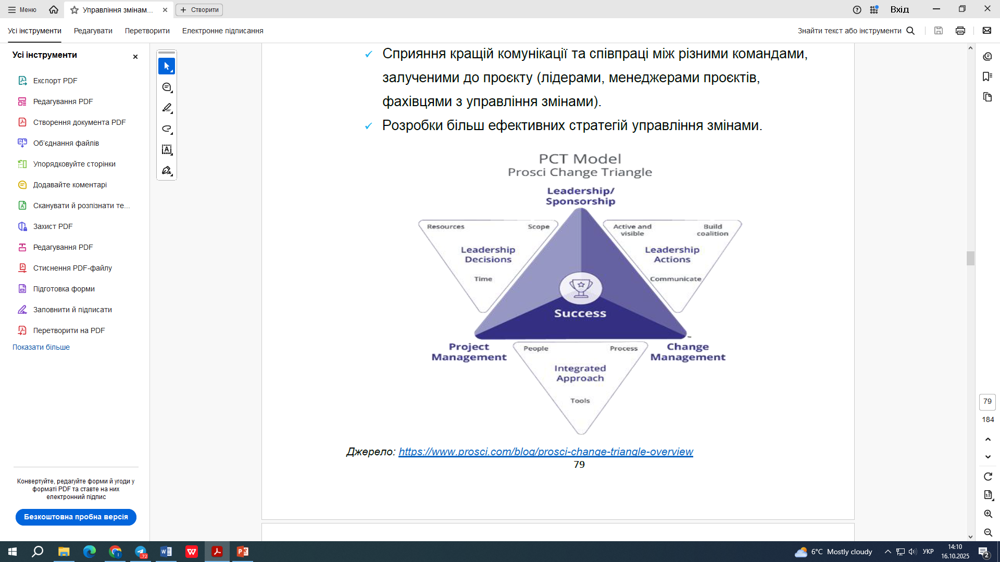 Меню
Управління змінам...
Створити
Вхід
Усі інструменти
Редагувати
Перетворити
Електронне підписання
Знайти текст або інструменти
Усі інструменти
Експорт PDF
Редагування PDF
Створення документа PDF
Об'єднання файлів
Упорядковуйте сторінки
Додавайте коментарі
Сканувати й розпізнати те...
Захист PDF
Редагування PDF
Стиснення PDF-файлу
Підготовка форми
Заповнити й підписати
Перетворити на PDF
Показати більше
Конвертуйте, редагуйте форми й угоди у
форматі PDF та ставте на них
електронний підпис
Безкоштовна пробна версія
Сприяння кращій комунікації та співпраці між різними командами,
залученими до проєкту (лідерами, менеджерами проєктів,
фахівцями з управління змінами).
Розробки більш ефективних стратегій управління змінами.
PCT Model
Prosci Change Triangle
Leadership/
Sponsorship
Resources
Scope
Leadership
Decisions
Time
Active and
visible
Build
coalition
Leadership
Actions
Communicate
Success
Project
Management
Change
Management
People
Process
Integrated
Approach
Tools
Джерело: https://www.prosci.com/blog/prosci-change-triangle-overview
79
79
184
6°C Mostly cloudy
УКР
14:10
16.10.2025
2
..72